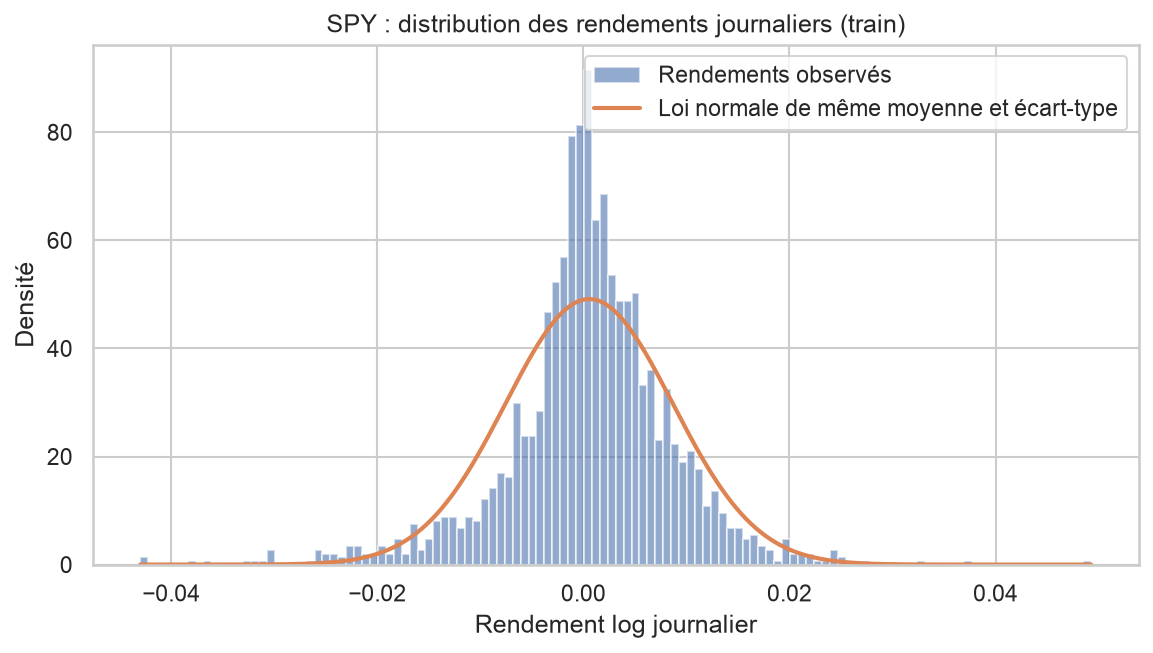 SPY : distribution des rendements journaliers (train)
Rendements observés
Loi normale de même moyenne et écart-type
Densité
80
60
40
20
0
−0.04
−0.02
0.00
0.02
0.04
Rendement log journalier